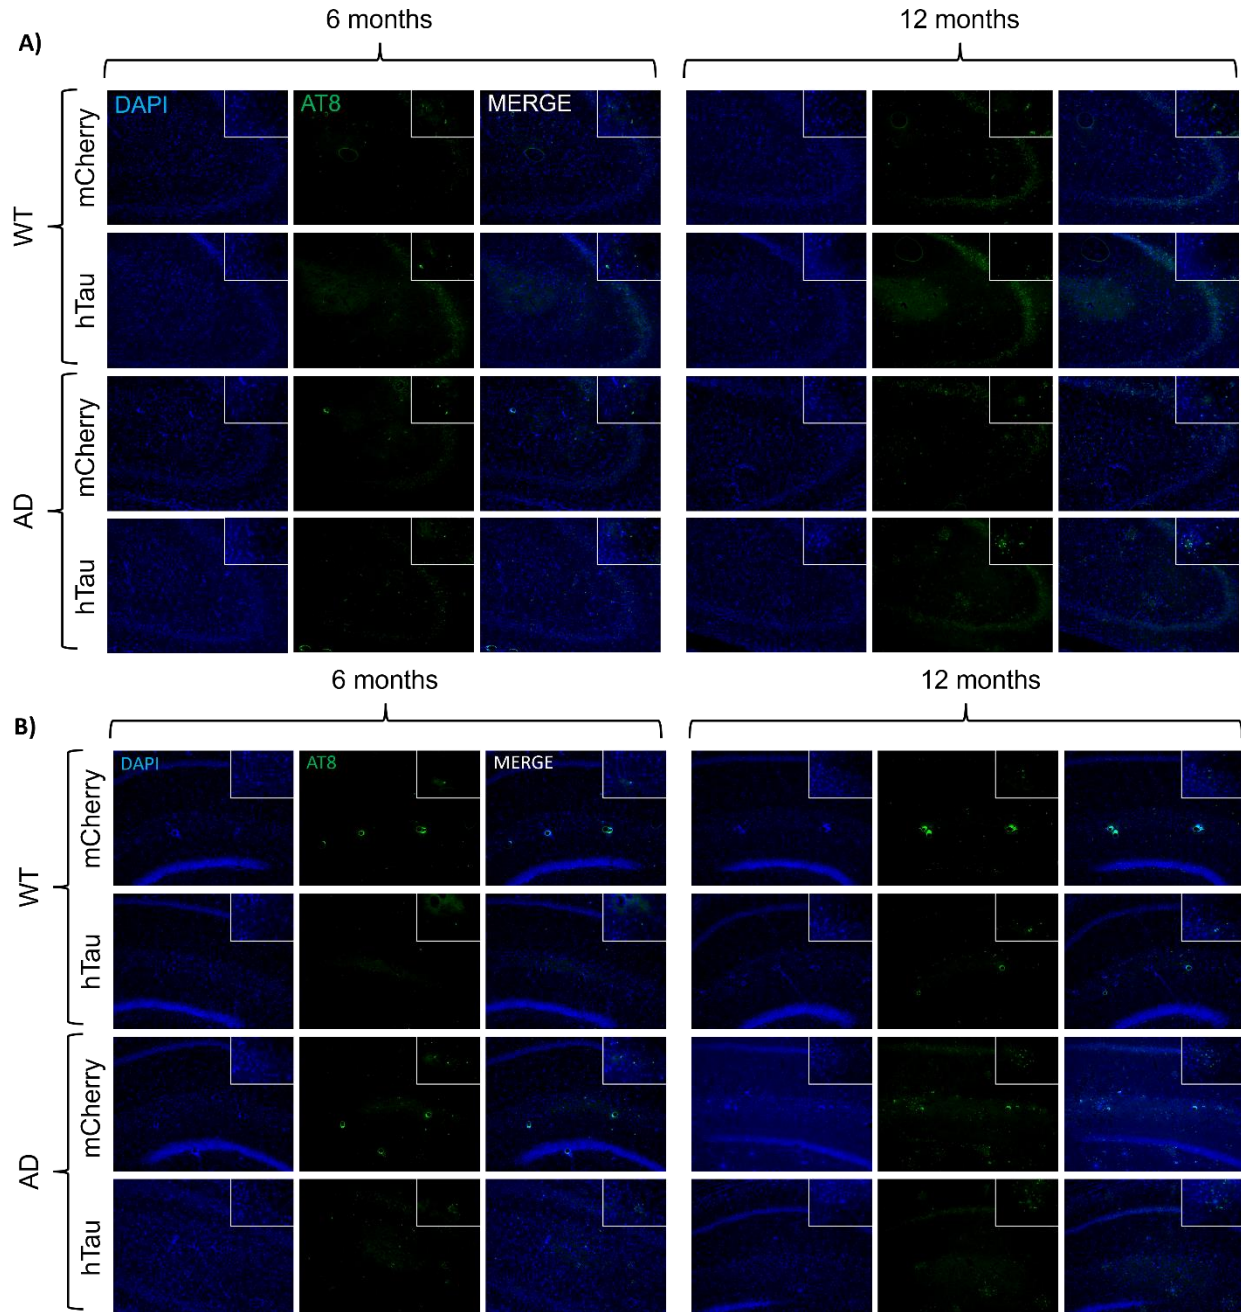 6 months
12 months
A)
DAPI
AT8
MERGE
WT
mCherry
hTau
AD
mCherry
hTau
6 months
12 months
B)
DAPI
AT8
MERGE
WT
mCherry
hTau
AD
mCherry
hTau